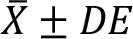 X̄ ± DE